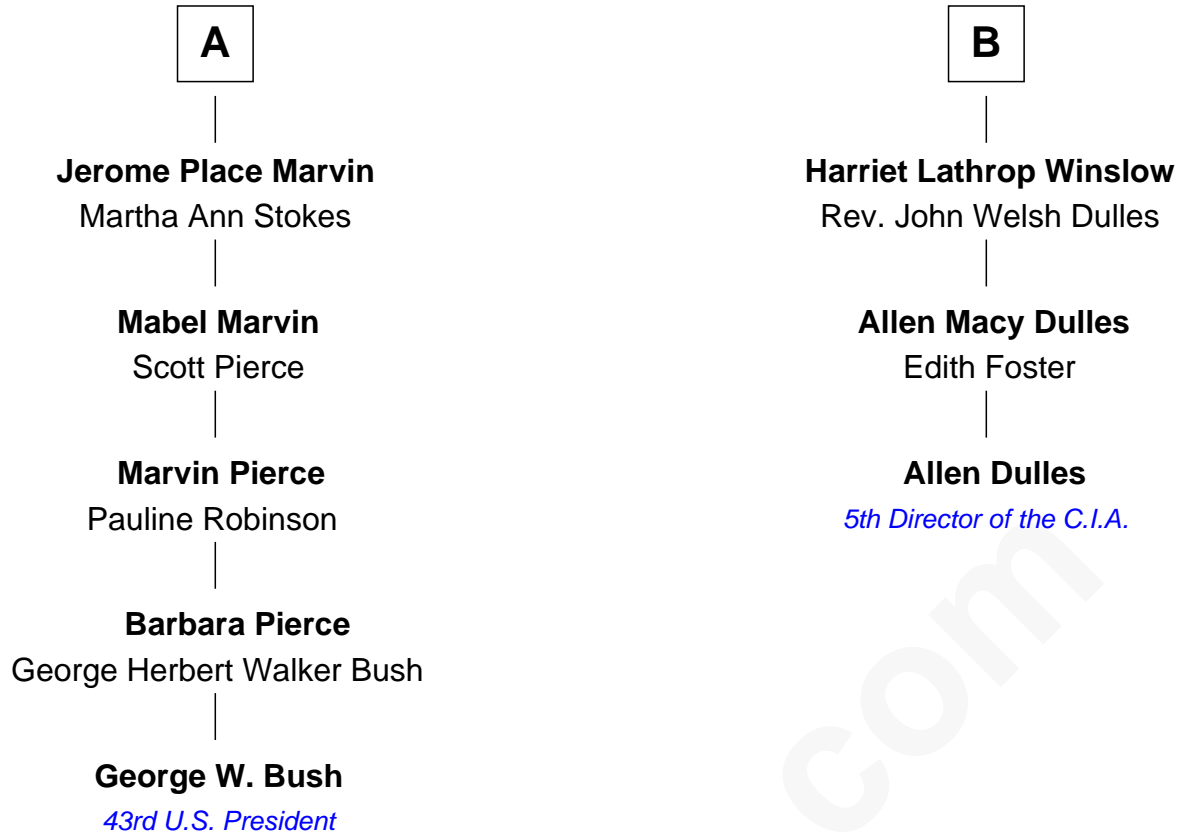 A
Jerome Place Marvin
Martha Ann Stokes
Mabel Marvin
Scott Pierce
Marvin Pierce
Pauline Robinson
Barbara Pierce
George Herbert Walker Bush
George W. Bush
43rd U.S. President
B
Harriet Lathrop Winslow
Rev. John Welsh Dulles
Allen Macy Dulles
Edith Foster
Allen Dulles
5th Director of the C.I.A.
com